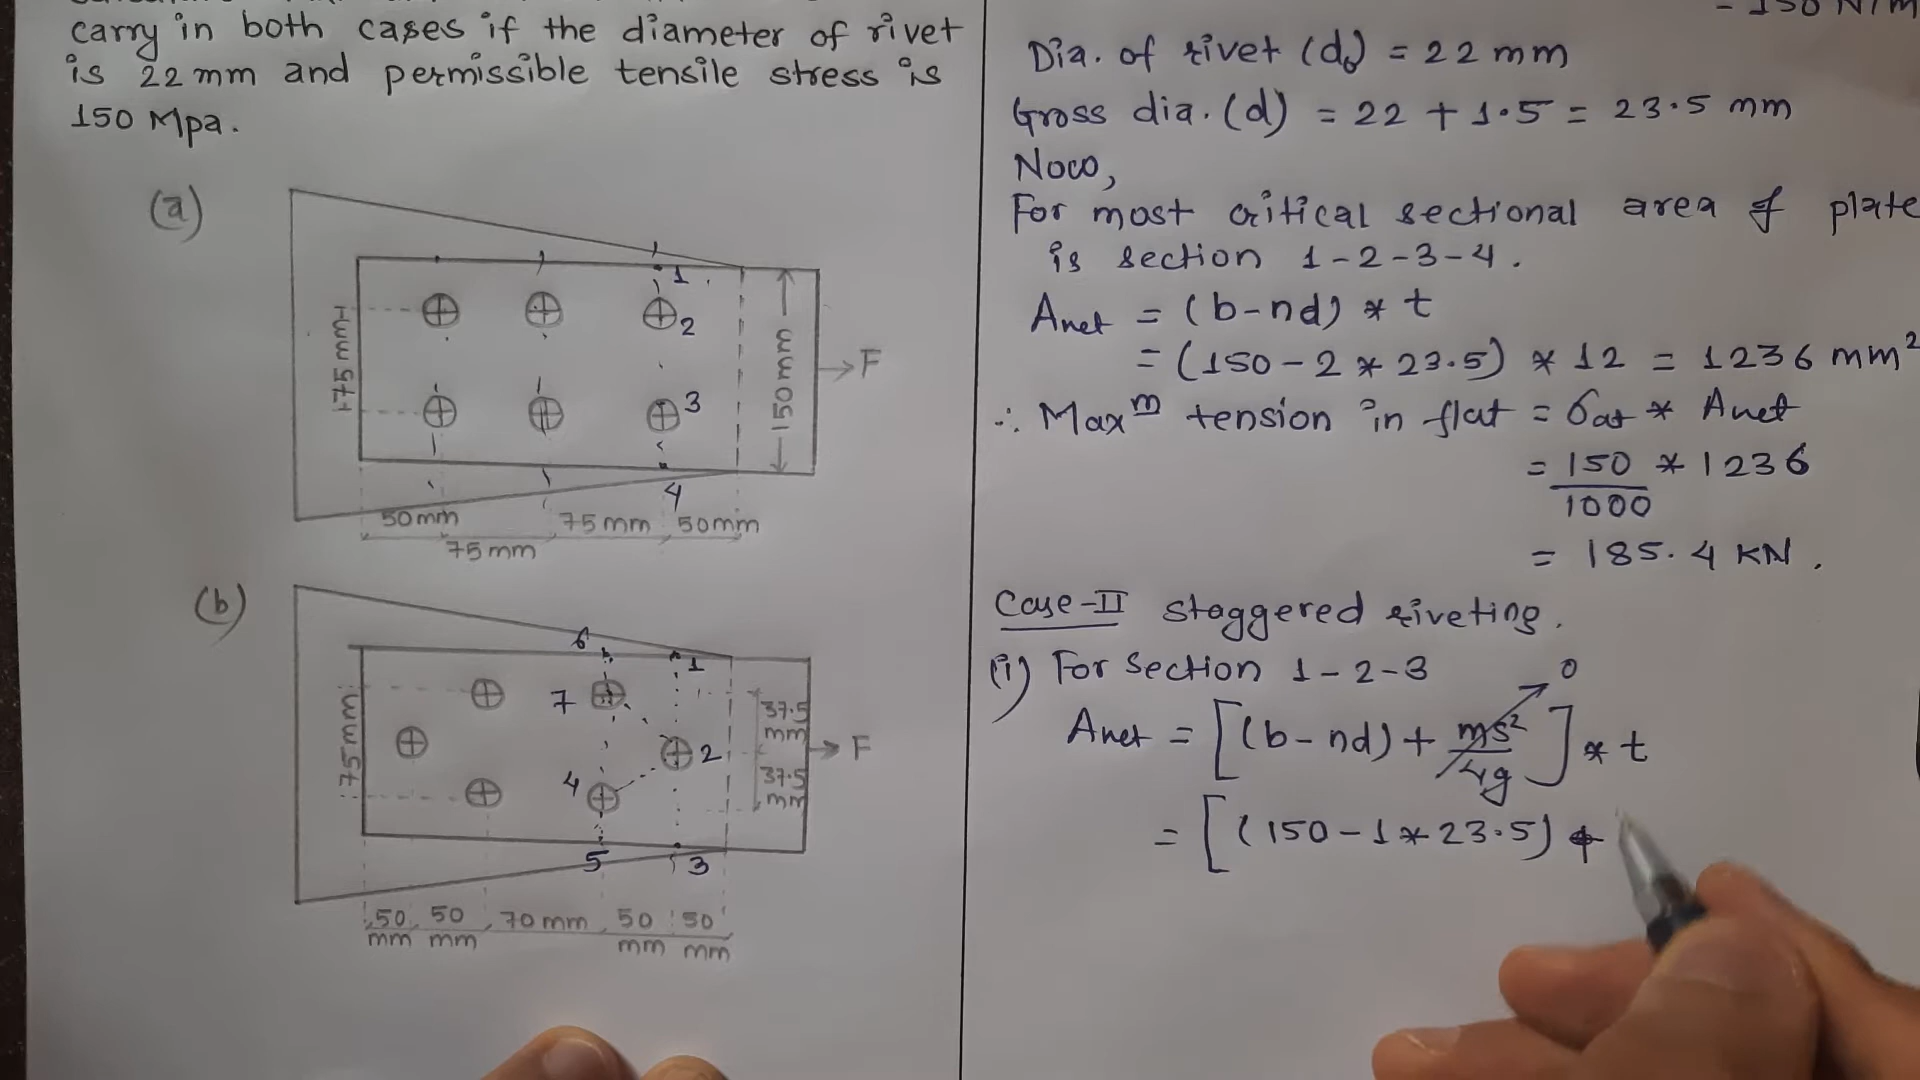 carry in both cases if the diameter of rivet
is 22 mm and permissible tensile stress is
150 Mpa.
(a)
1
2
75 mm
150 mm
F
3
4
50mm 75 mm 50mm
75 mm
(b)
6
1
7
37.5
mm
75 mm
2
F
4
37.5
mm
5
3
50 50 70 mm 50 50
mm mm mm mm
Dia. of rivet (do) = 22 mm
Gross dia. (d) = 22 + 1.5 = 23.5 mm
Now,
For most critical sectional area of plate
is section 1-2-3-4.
Anet = (b-nd) * t
= (150 - 2 * 23.5) * 12 = 1236 mm²
∴ Maxᵐ tension in flat = σat * Anet
= 150 * 1236
1000
= 185.4 KN.
Case-II staggered riveting.
(i) For Section 1-2-3
0
Anet = [(b-nd) + ms²/4g] * t
= [(150 - 1 * 23.5) +